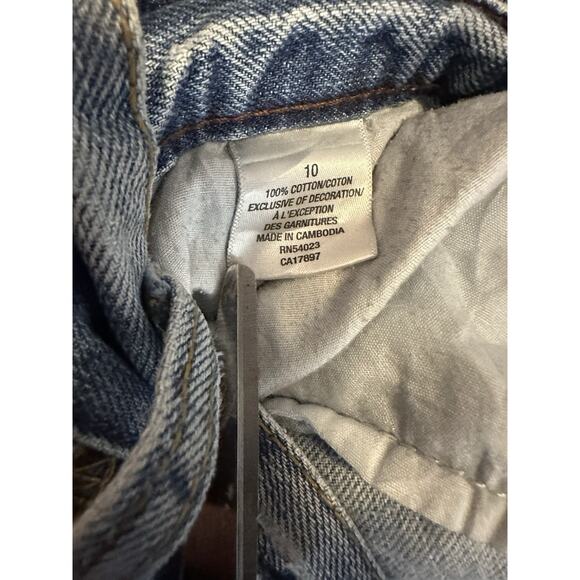 10
100% COTTON/COTON
EXCLUSIVE OF DECORATION/
À L'EXCEPTION
DES GARNITURES
MADE IN CAMBODIA
RN54023
CA17897